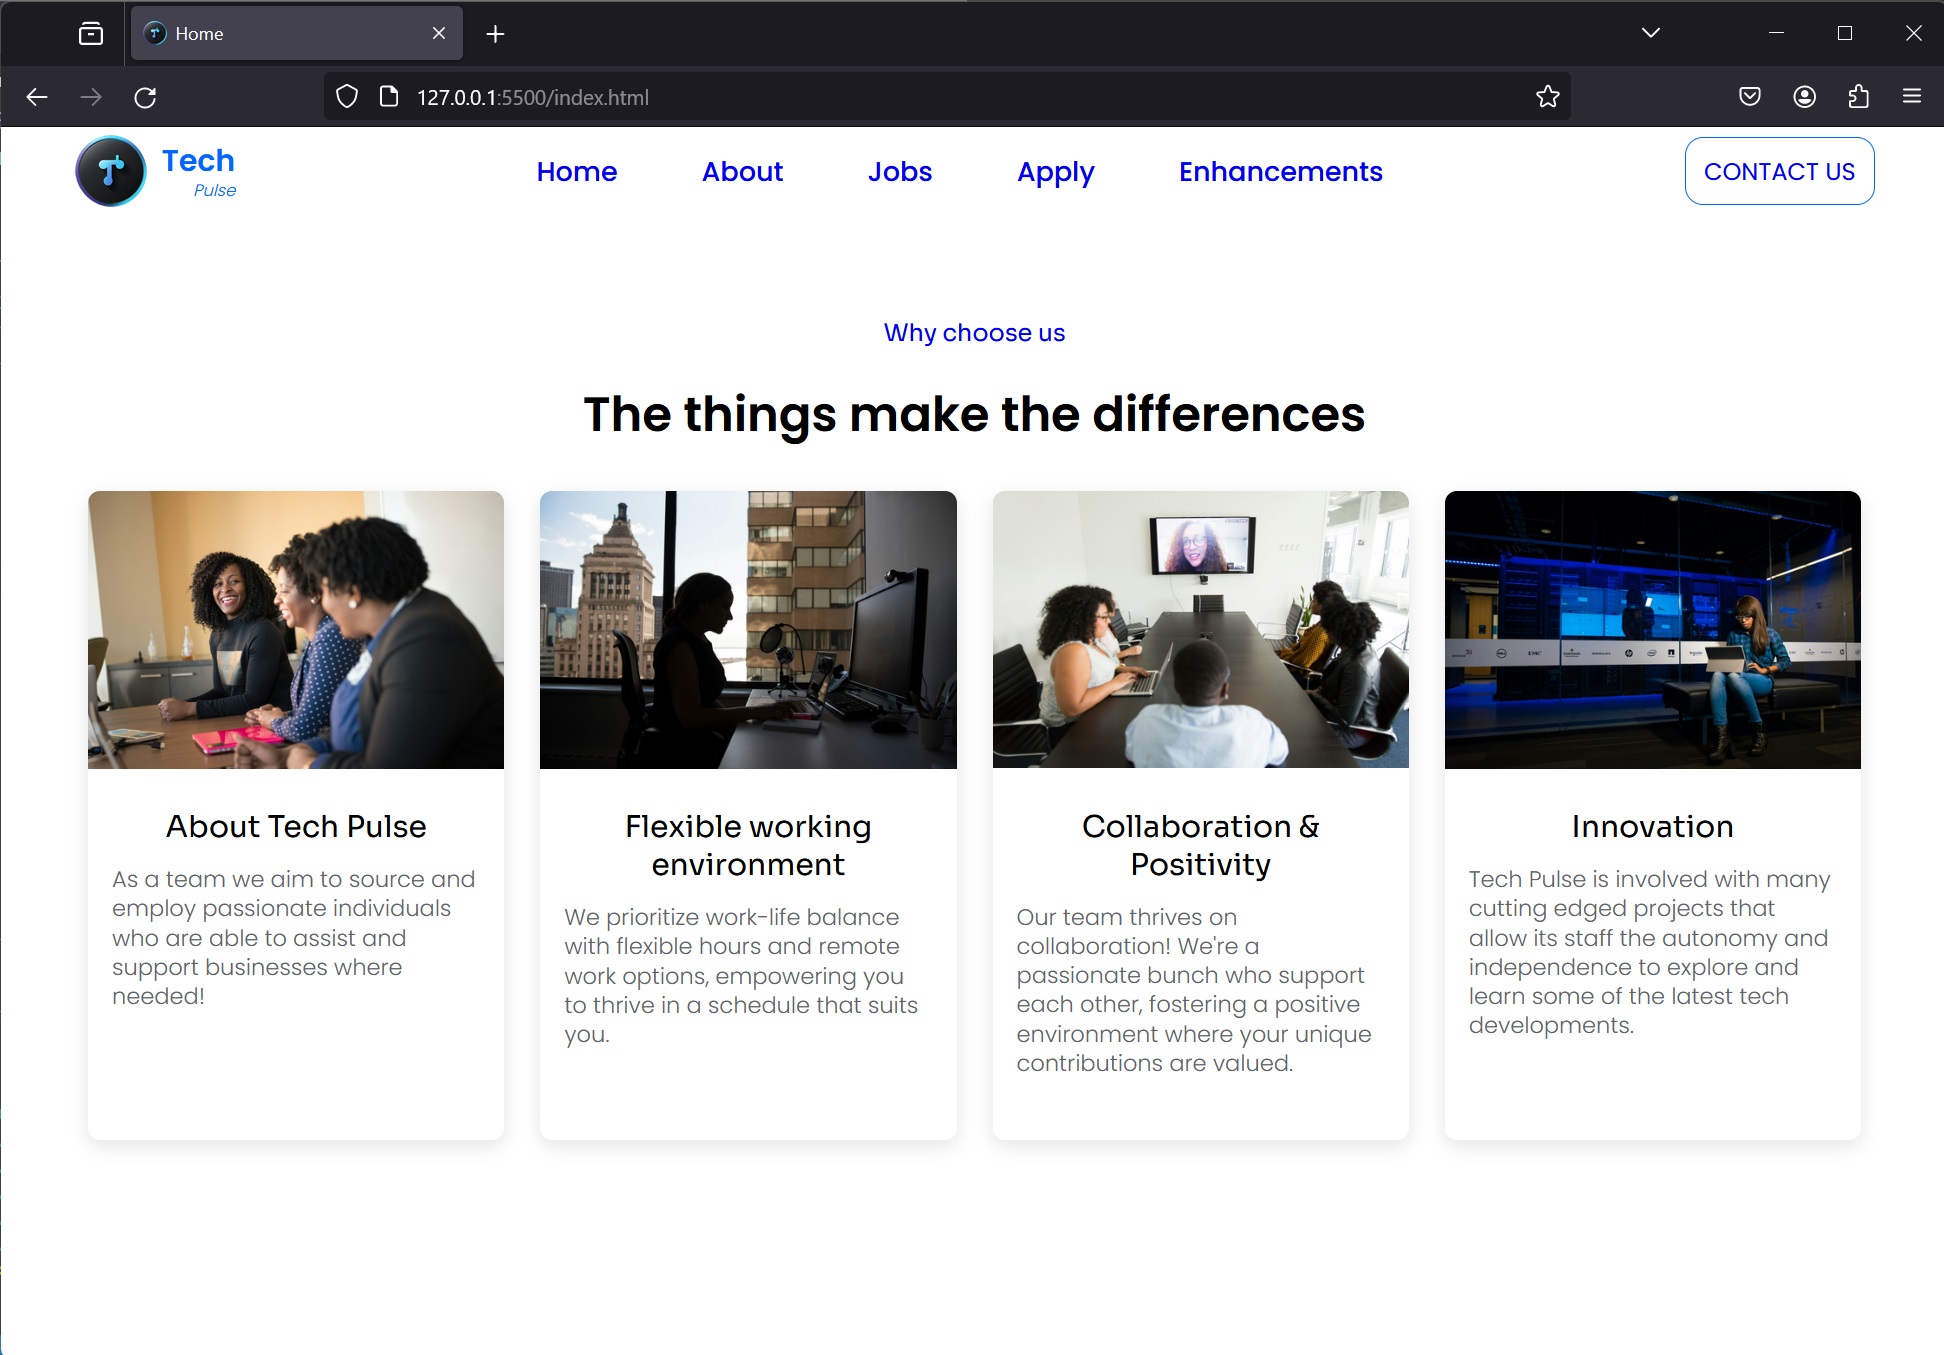 Home
127.0.0.1:5500/index.html
Tech
Pulse
Home About Jobs Apply Enhancements
CONTACT US
Why choose us
The things make the differences
About Tech Pulse
As a team we aim to source and
employ passionate individuals
who are able to assist and
support businesses where
needed!
Flexible working
environment
We prioritize work-life balance
with flexible hours and remote
work options, empowering you
to thrive in a schedule that suits
you.
Collaboration &
Positivity
Our team thrives on
collaboration! We're a
passionate bunch who support
each other, fostering a positive
environment where your unique
contributions are valued.
Innovation
Tech Pulse is involved with many
cutting edged projects that
allow its staff the autonomy and
independence to explore and
learn some of the latest tech
developments.